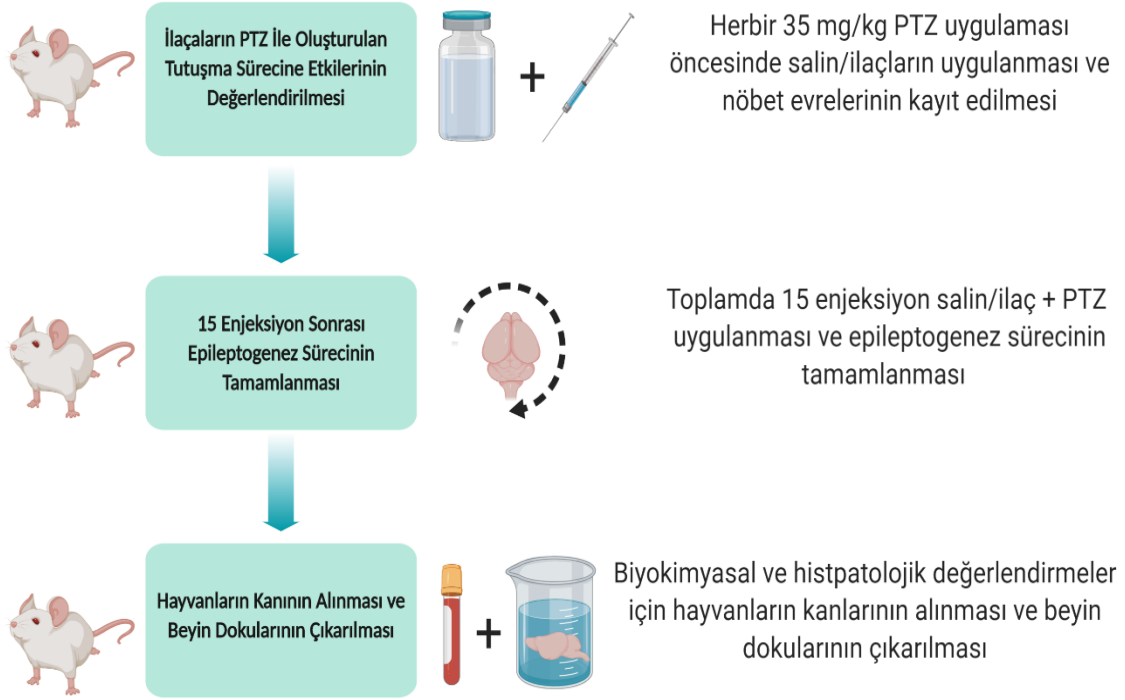 İlaçaların PTZ İle Oluşturulan
Tutuşma Sürecine Etkilerinin
Değerlendirilmesi
Herbir 35 mg/kg PTZ uygulaması
öncesinde salin/ilaçların uygulanması ve
nöbet evrelerinin kayıt edilmesi
15 Enjeksiyon Sonrası
Epileptogenez Sürecinin
Tamamlanması
Toplamda 15 enjeksiyon salin/ilaç + PTZ
uygulanması ve epileptogenez sürecinin
tamamlanması
Hayvanların Kanının Alınması ve
Beyin Dokularının Çıkarılması
Biyokimyasal ve histpatolojik değerlendirmeler
için hayvanların kanlarının alınması ve beyin
dokularının çıkarılması